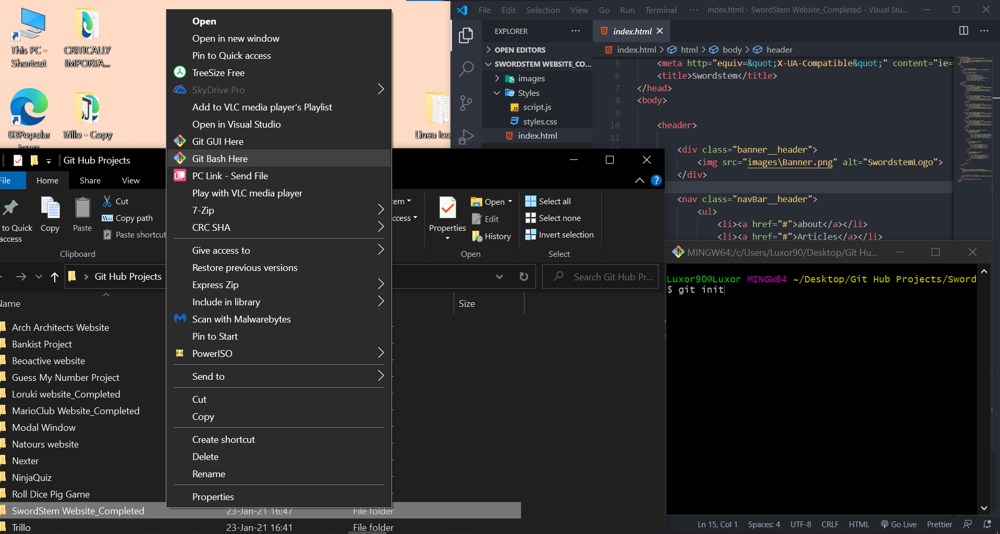 This PC -
Shortcut
CRITICALLY
IMPORTA...
03Popular
tours
Trillo - Copy
Linea Ico
Open
Open in new window
Pin to Quick access
TreeSize Free
SkyDrive Pro
Add to VLC media player's Playlist
Open in Visual Studio
Git GUI Here
Git Bash Here
PC Link - Send File
Play with VLC media player
7-Zip
CRC SHA
Give access to
Restore previous versions
Express Zip
Include in library
Scan with Malwarebytes
Pin to Start
PowerISO
Send to
Cut
Copy
Create shortcut
Delete
Rename
Properties
Git Hub Projects
File
Home
Share
View
to Quick
access
Copy
Paste
Cut
Copy path
Paste shortcut
Clipboard
em
ccess
Properties
Open
Edit
History
Open
Select all
Select none
Invert selection
Select
Git Hub Projects
Search Git Hub Pr...
Name
Size
Arch Architects Website
Bankist Project
Beoactive website
Guess My Number Project
Loruki website_Completed
MarioClub Website_Completed
Modal Window
Natours website
Nexter
NinjaQuiz
Roll Dice Pig Game
SwordStem Website_Completed 23-Jan-21 16:47 File folder
Trillo 23-Jan-21 16:41 File folder
File Edit Selection View Go Run Terminal ··· index.html - SwordStem Website_Completed - Visual Stu...
EXPLORER ···
OPEN EDITORS
SWORDSTEM WEBSITE_CO...
images
Styles
script.js
styles.css
index.html
index.html
index.html > html > body > header
5 <meta http="equiv=&quot;X-UA-Compatible&quot;" content="ie=
6 <title>Swordstem</title>
7 </head>
8 <body>
9
10 <header>
11
<div class="banner__header">
<img src="images\Banner.png" alt="SwordstemLogo">
</div>
<nav class="navBar__header">
<ul>
<li><a href="#">about</a></li>
<li><a href="#">Articles</a></li>
MINGW64:/c/Users/Luxor90/Desktop/Git Hu...
Luxor90@Luxor MINGW64 ~/Desktop/Git Hub Projects/Sword
$ git init
Ln 15, Col 1 Spaces: 4 UTF-8 CRLF HTML Go Live Prettier